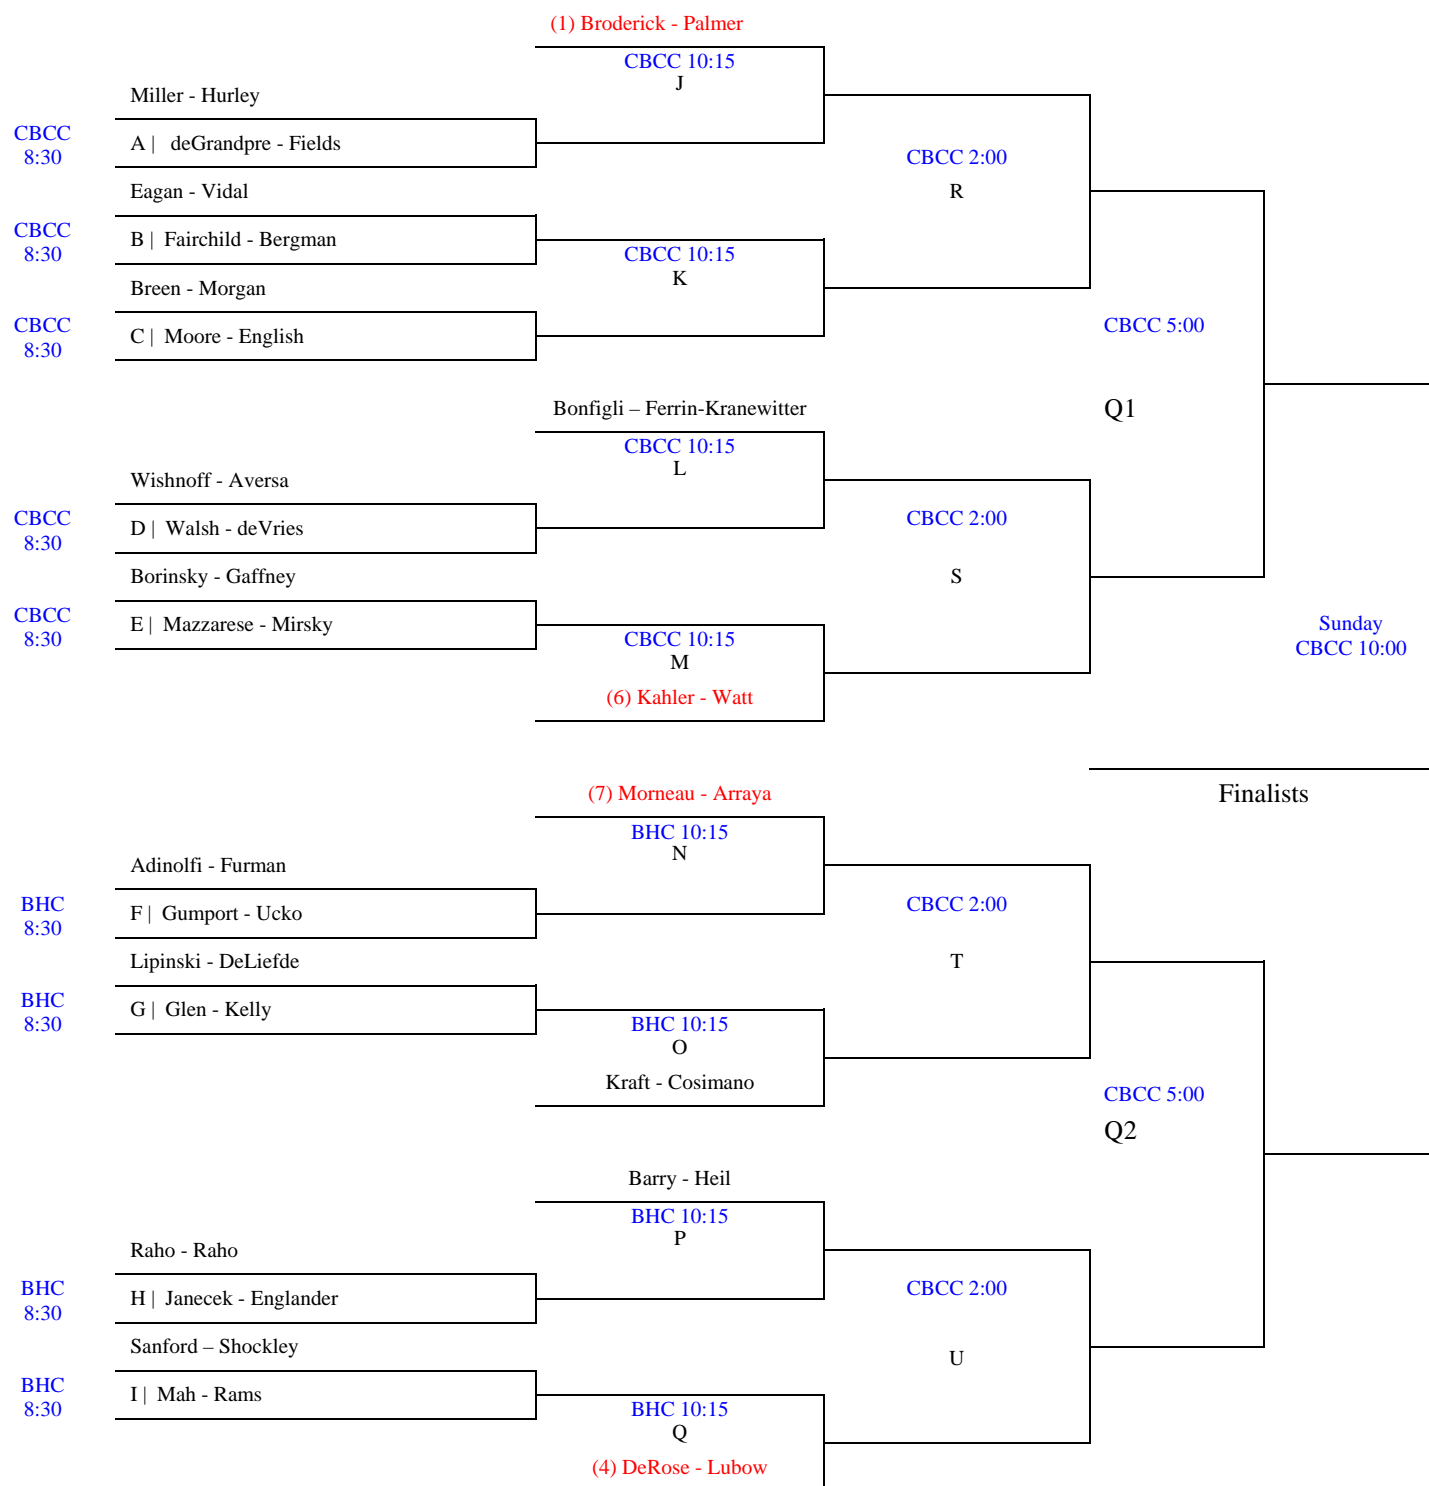 (1) Broderick - Palmer
CBCC 10:15
J
Miller - Hurley
CBCC
8:30
A | deGrandpre - Fields
CBCC 2:00
R
Eagan - Vidal
CBCC
8:30
B | Fairchild - Bergman
CBCC 10:15
K
Breen - Morgan
CBCC
8:30
C | Moore - English
CBCC 5:00
Q1
Bonfigli – Ferrin-Kranewitter
CBCC 10:15
L
Wishnoff - Aversa
CBCC
8:30
D | Walsh - deVries
CBCC 2:00
S
Borinsky - Gaffney
CBCC
8:30
E | Mazzarese - Mirsky
CBCC 10:15
M
(6) Kahler - Watt
Sunday
CBCC 10:00
Finalists
(7) Morneau - Arraya
BHC 10:15
N
Adinolfi - Furman
BHC
8:30
F | Gumport - Ucko
CBCC 2:00
T
Lipinski - DeLiefde
BHC
8:30
G | Glen - Kelly
BHC 10:15
O
Kraft - Cosimano
CBCC 5:00
Q2
Barry - Heil
BHC 10:15
P
Raho - Raho
BHC
8:30
H | Janecek - Englander
CBCC 2:00
U
Sanford – Shockley
BHC
8:30
I | Mah - Rams
BHC 10:15
Q
(4) DeRose - Lubow